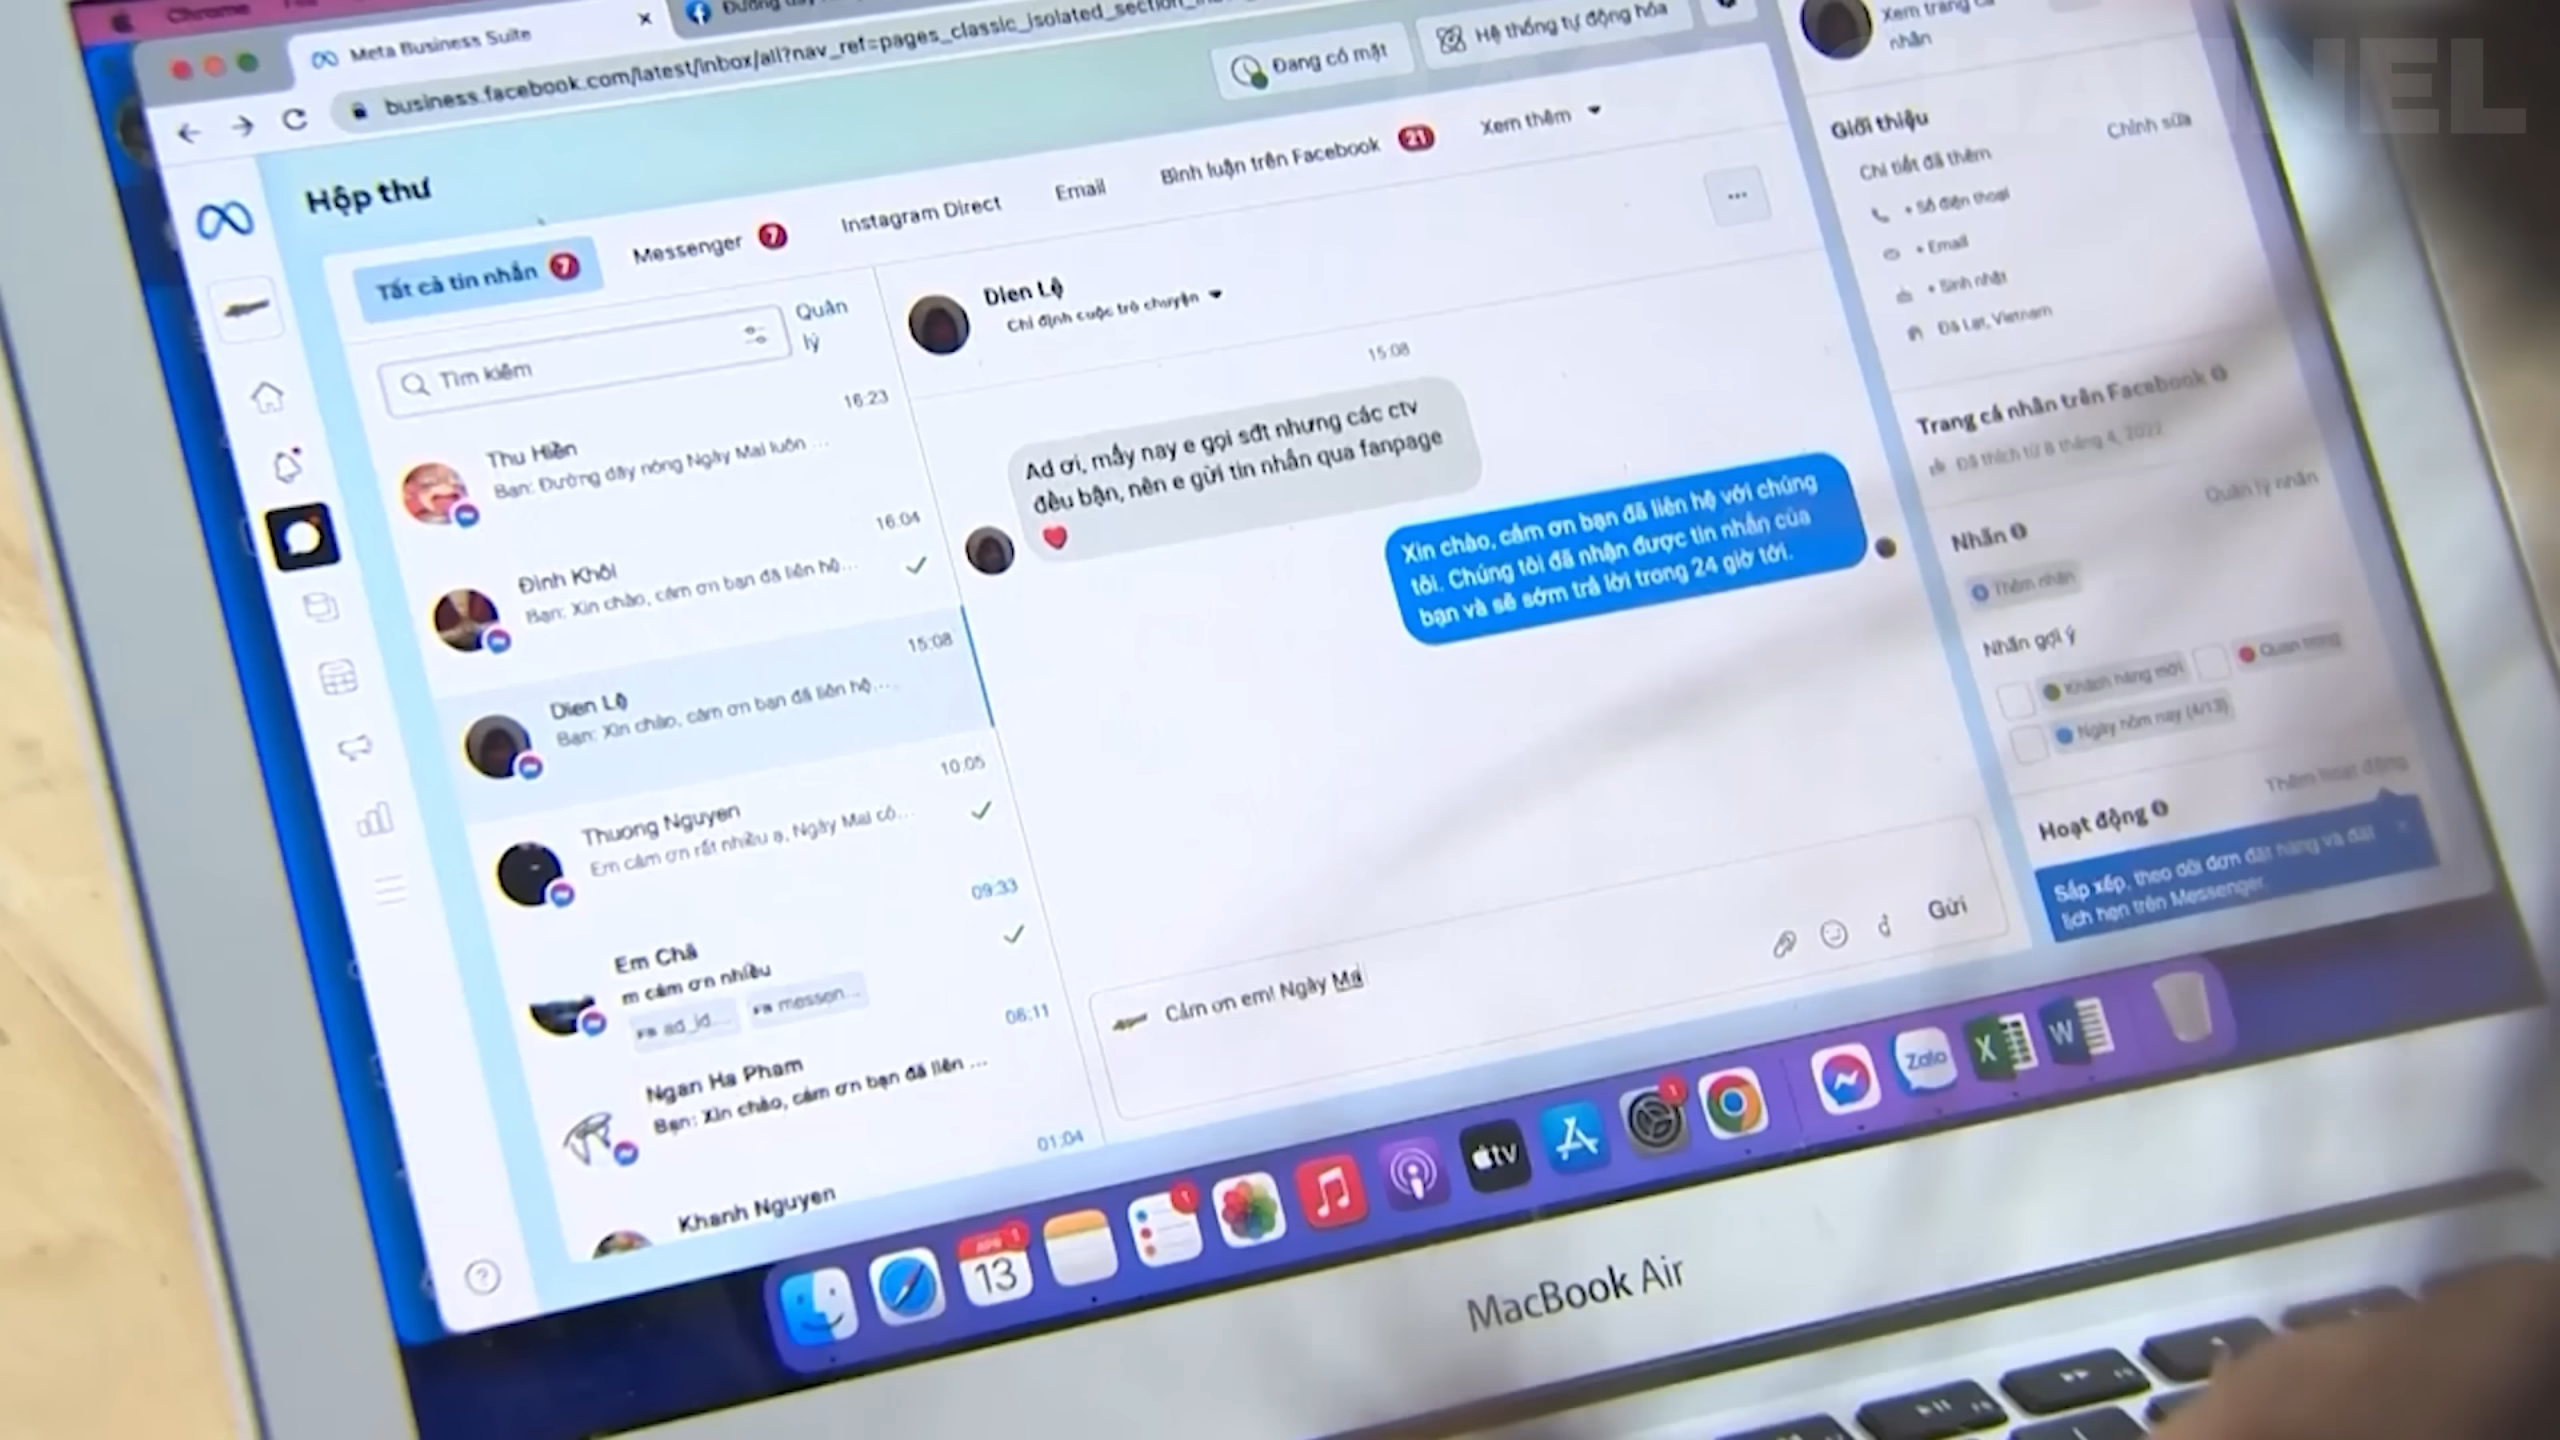 Chrome
Meta Business Suite
business.facebook.com/latest/inbox/all?nav_ref=pages_classic_isolated_section_
Hộp thư
Đang có mặt
Hệ thống tự động hóa
Tất cả tin nhắn 7
Messenger 7
Instagram Direct
Email
Bình luận trên Facebook 21
Xem thêm
Tìm kiếm
Quản
lý
Thu Hiền
16:23
Bạn: Đường dây nóng Ngày Mai luôn ...
Đình Khôi
16:04
Bạn: Xin chào, cảm ơn bạn đã liên hệ...
Dien Lộ
15:08
Bạn: Xin chào, cảm ơn bạn đã liên hệ...
Thuong Nguyen
10:05
Em cảm ơn rất nhiều ạ, Ngày Mai cô...
Em Chã
09:33
m cảm ơn nhiều
ad_id...
messen...
Ngan Ha Pham
08:11
Bạn: Xin chào, cảm ơn bạn đã liên ...
Khanh Nguyen
01:04
Dien Lộ
Chỉ định cuộc trò chuyện
15:08
Ad ơi, mấy nay e gọi sđt nhưng các ctv
đều bận, nên e gửi tin nhắn qua fanpage
❤
Xin chào, cảm ơn bạn đã liên hệ với chúng
tôi. Chúng tôi đã nhận được tin nhắn của
bạn và sẽ sớm trả lời trong 24 giờ tới.
Cảm ơn em! Ngày Mai
Gửi
Xem trang cá
nhân
Giới thiệu
Chỉnh sửa
Chi tiết đã thêm
+ Số điện thoại
+ Email
+ Sinh nhật
Đà Lạt, Vietnam
Trang cá nhân trên Facebook
Đã thích từ 8 tháng 4, 2022
Nhãn
Quản lý nhãn
Thêm nhãn
Nhãn gợi ý
Khách hàng mới
Quan trọng
Ngày hôm nay (4/13)
Hoạt động
Thêm hoạt động
Sắp xếp, theo dõi đơn đặt hàng và đặt
lịch hẹn trên Messenger.
APR
13
tv
Zalo
X
W
MacBook Air